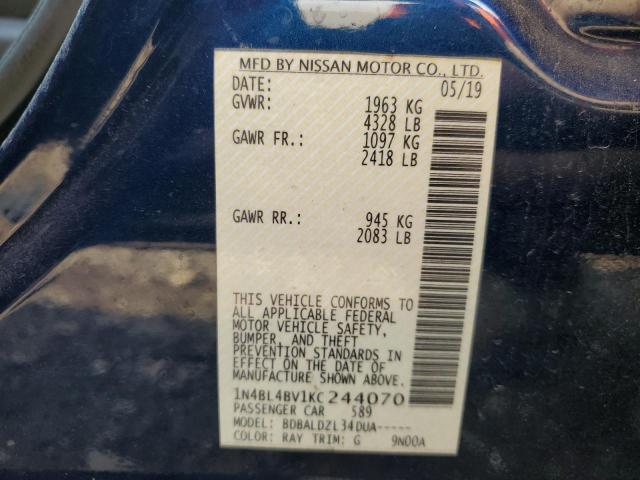 MFD BY NISSAN MOTOR CO., LTD.
DATE: 05/19
GVWR: 1963 KG
4328 LB
GAWR FR.: 1097 KG
2418 LB
GAWR RR.: 945 KG
2083 LB
THIS VEHICLE CONFORMS TO
ALL APPLICABLE FEDERAL
MOTOR VEHICLE SAFETY,
BUMPER, AND THEFT
PREVENTION STANDARDS IN
EFFECT ON THE DATE OF
MANUFACTURE SHOWN ABOVE.
1N4BL4BV1KC244070
PASSENGER CAR 589
MODEL: BDBALDZL34DUA-----
COLOR: RAY TRIM: G 9N00A